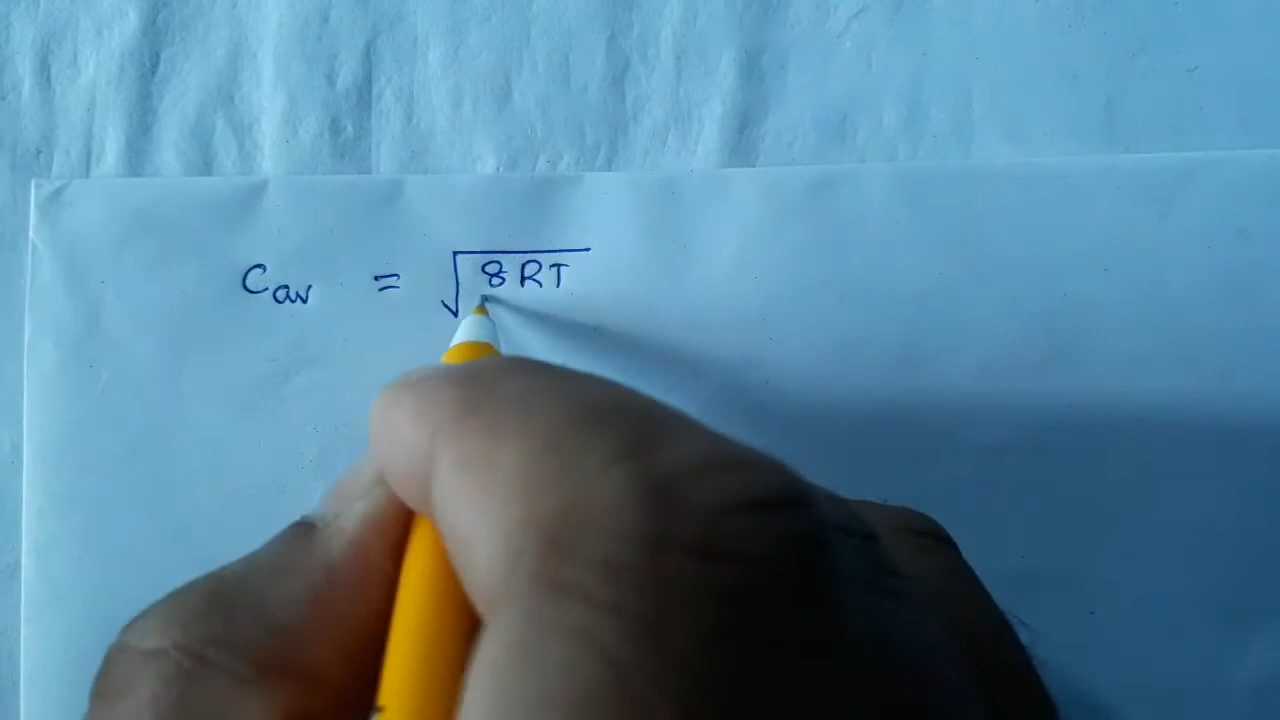 Cav = √8RT